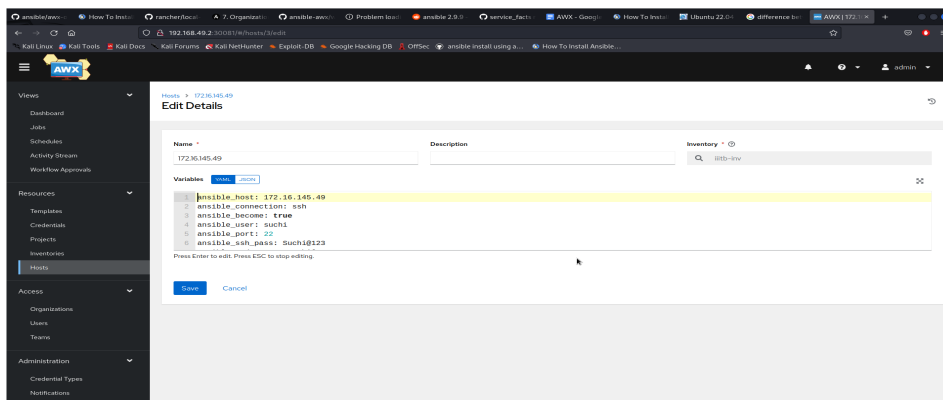 ansible/awx-
How To Instal
rancher/local
A 7. Organizatio
ansible-awx/r
Problem load
ansible 2.9.9
service_facts
AWX - Google
How To Install
Ubuntu 22.04
difference bet
AWX | 172.1
192.168.49.2:30081/#/hosts/3/edit
Kali Linux
Kali Tools
Kali Docs
Kali Forums
Kali NetHunter
Exploit-DB
Google Hacking DB
OffSec
ansible install using a...
How To Install Ansible...
AWX
admin
Views
Dashboard
Jobs
Schedules
Activity Stream
Workflow Approvals
Resources
Templates
Credentials
Projects
Inventories
Hosts
Access
Organizations
Users
Teams
Administration
Credential Types
Notifications
Hosts > 172.16.145.49
Edit Details
Name *
Description
Inventory *
172.16.145.49
Variables YAML JSON
1 ansible_host: 172.16.145.49
2 ansible_connection: ssh
3 ansible_become: true
4 ansible_user: suchi
5 ansible_port: 22
6 ansible_ssh_pass: Suchi@123
Press Enter to edit. Press ESC to stop editing.
Save Cancel